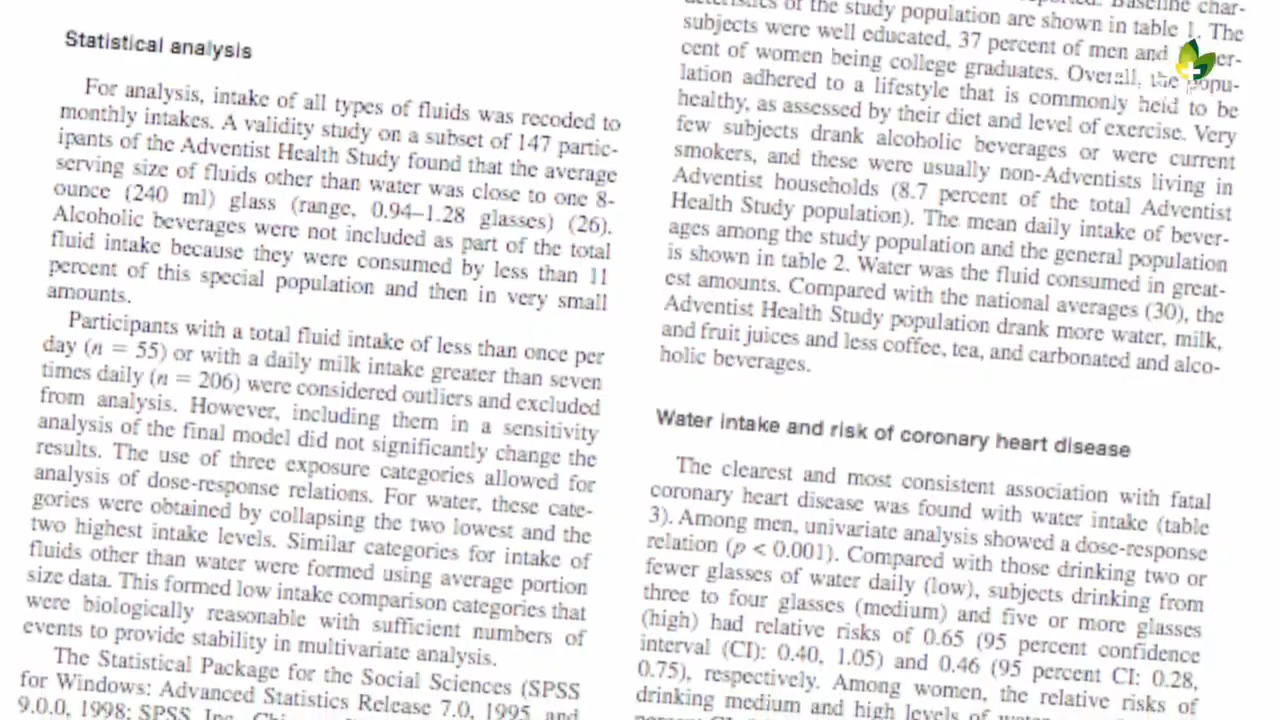 Statistical analysis
For analysis, intake of all types of fluids was recoded to
monthly intakes. A validity study on a subset of 147 partic-
ipants of the Adventist Health Study found that the average
serving size of fluids other than water was close to one 8-
ounce (240 ml) glass (range, 0.94–1.28 glasses) (26).
Alcoholic beverages were not included as part of the total
fluid intake because they were consumed by less than 11
percent of this special population and then in very small
amounts.
Participants with a total fluid intake of less than once per
day (n = 55) or with a daily milk intake greater than seven
times daily (n = 206) were considered outliers and excluded
from analysis. However, including them in a sensitivity
analysis of the final model did not significantly change the
results. The use of three exposure categories allowed for
analysis of dose-response relations. For water, these cate-
gories were obtained by collapsing the two lowest and the
two highest intake levels. Similar categories for intake of
fluids other than water were formed using average portion
size data. This formed low intake comparison categories that
were biologically reasonable with sufficient numbers of
events to provide stability in multivariate analysis.
The Statistical Package for the Social Sciences (SPSS
for Windows: Advanced Statistics Release 7.0, 1995, and
9.0.0, 1998; SPSS, Inc.,
Baseline char-
of the study population are shown in table 1. The
subjects were well educated, 37 percent of men and
cent of women being college graduates. Overall, the popu-
lation adhered to a lifestyle that is commonly held to be
healthy, as assessed by their diet and level of exercise. Very
few subjects drank alcoholic beverages or were current
smokers, and these were usually non-Adventists living in
Adventist households (8.7 percent of the total Adventist
Health Study population). The mean daily intake of bever-
ages among the study population and the general population
is shown in table 2. Water was the fluid consumed in great-
est amounts. Compared with the national averages (30), the
Adventist Health Study population drank more water, milk,
and fruit juices and less coffee, tea, and carbonated and alco-
holic beverages.
Water intake and risk of coronary heart disease
The clearest and most consistent association with fatal
coronary heart disease was found with water intake (table
3). Among men, univariate analysis showed a dose-response
relation (p < 0.001). Compared with those drinking two or
fewer glasses of water daily (low), subjects drinking from
three to four glasses (medium) and five or more glasses
(high) had relative risks of 0.65 (95 percent confidence
interval (CI): 0.40, 1.05) and 0.46 (95 percent CI: 0.28,
0.75), respectively. Among women, the relative risks of
drinking medium and high levels of